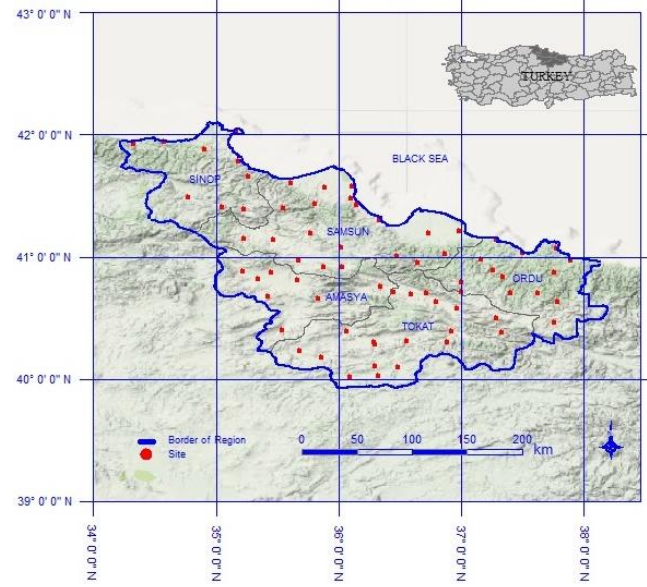 43° 0' 0" N
TURKEY
42° 0' 0" N
BLACK SEA
SINOP
SAMSUN
41° 0' 0" N
ORDU
AMASYA
TOKAT
40° 0' 0" N
Border of Region
Site
0 50 100 150 200
km
39° 0' 0" N
34° 0' 0" N
35° 0' 0" N
36° 0' 0" N
37° 0' 0" N
38° 0' 0" N